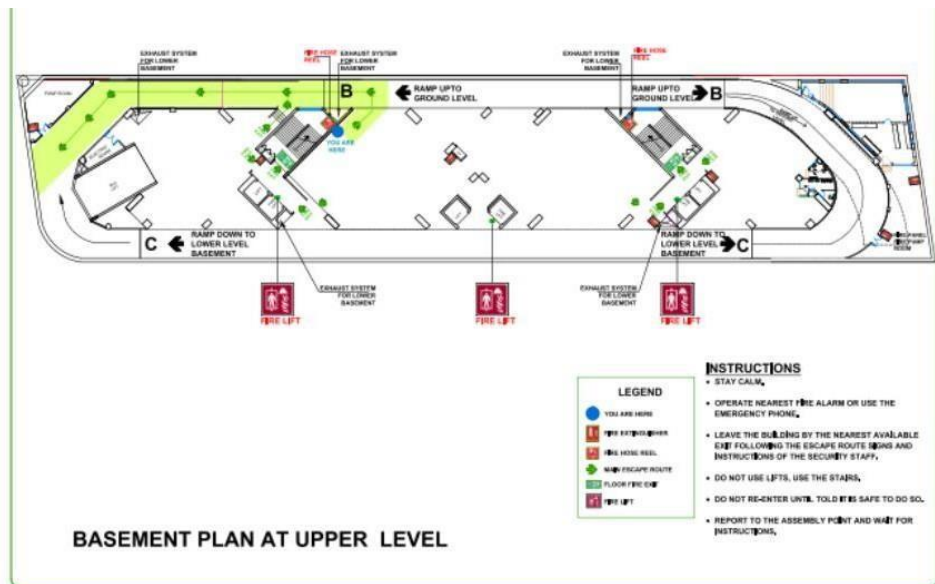 EXHAUST SYSTEM
FOR LOWER
BASEMENT
FIRE HOSE
REEL
EXHAUST SYSTEM
FOR LOWER
BASEMENT
EXHAUST SYSTEM
FOR LOWER
BASEMENT
FIRE HOSE
REEL
B
RAMP UPTO
GROUND LEVEL
RAMP UPTO
GROUND LEVEL
B
YOU ARE
HERE
C
RAMP DOWN TO
LOWER LEVEL
BASEMENT
RAMP DOWN TO
LOWER LEVEL
BASEMENT
C
EXHAUST SYSTEM
FOR LOWER
BASEMENT
EXHAUST SYSTEM
FOR LOWER
BASEMENT
FIRE LIFT
FIRE LIFT
FIRE LIFT
LEGEND
YOU ARE HERE
FIRE EXTINGUISHER
FIRE HOSE REEL
MAIN ESCAPE ROUTE
FLOOR FIRE EXIT
FIRE LIFT
INSTRUCTIONS
• STAY CALM.
• OPERATE NEAREST FIRE ALARM OR USE THE
EMERGENCY PHONE.
• LEAVE THE BUILDING BY THE NEAREST AVAILABLE
EXIT FOLLOWING THE ESCAPE ROUTE SIGNS AND
INSTRUCTIONS OF THE SECURITY STAFF.
• DO NOT USE LIFTS, USE THE STAIRS.
• DO NOT RE-ENTER UNTIL TOLD IT IS SAFE TO DO SO.
• REPORT TO THE ASSEMBLY POINT AND WAIT FOR
INSTRUCTIONS.
BASEMENT PLAN AT UPPER LEVEL